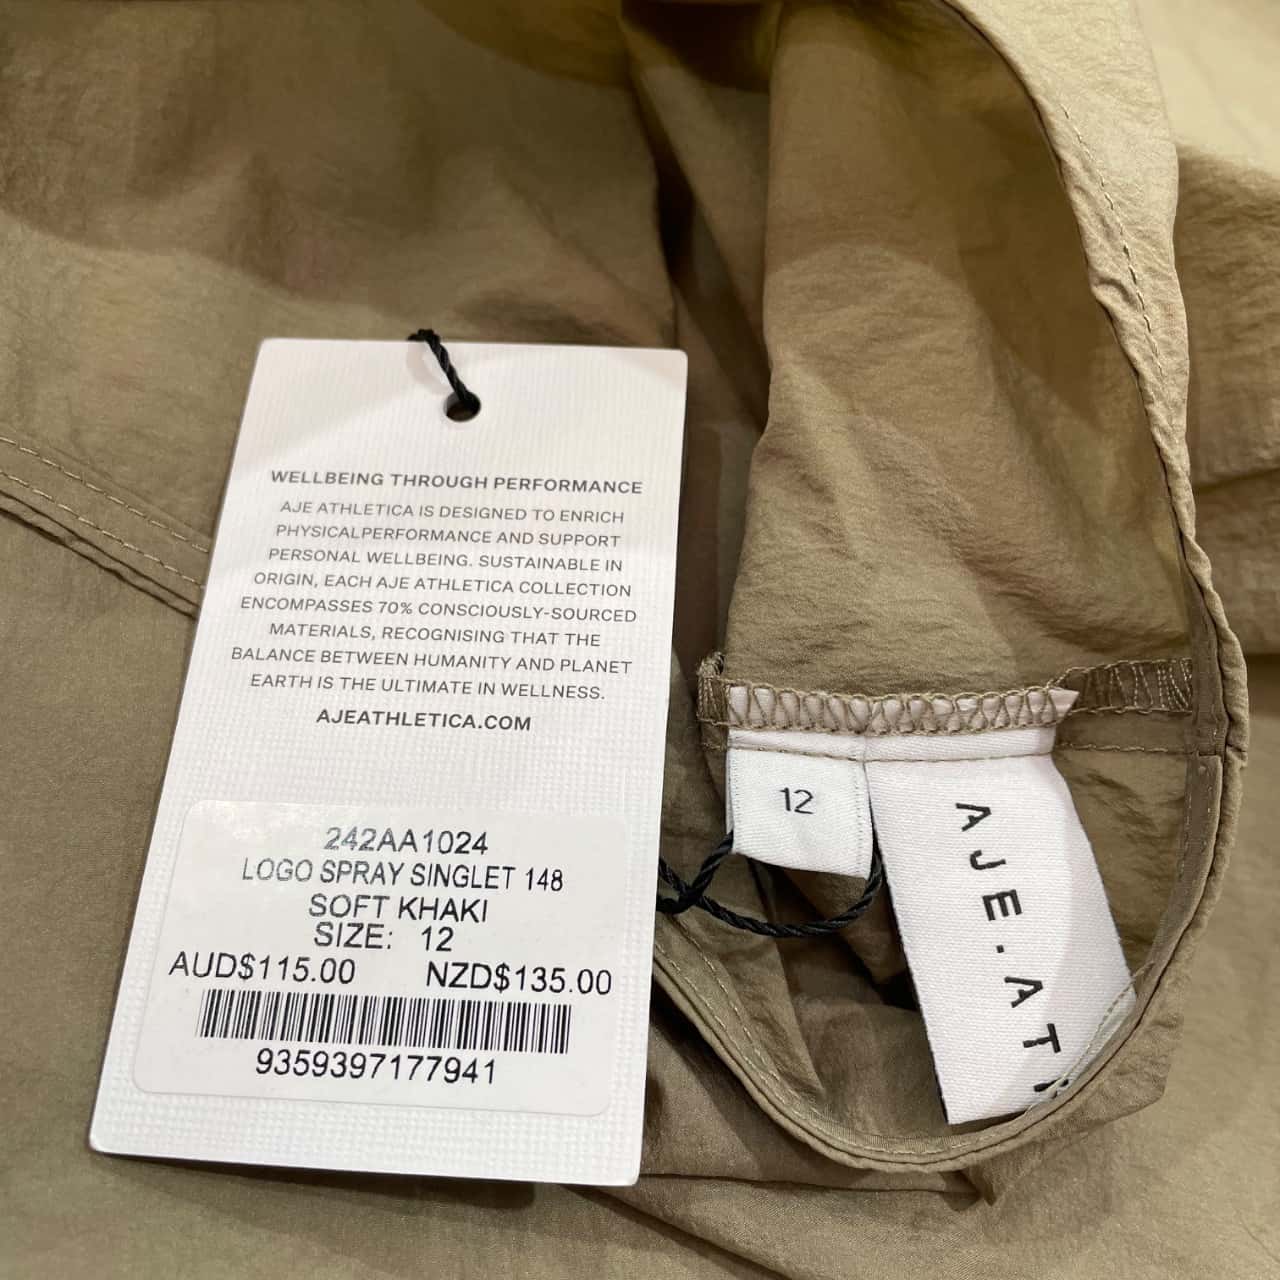 WELLBEING THROUGH PERFORMANCE
AJE ATHLETICA IS DESIGNED TO ENRICH
PHYSICALPERFORMANCE AND SUPPORT
PERSONAL WELLBEING. SUSTAINABLE IN
ORIGIN, EACH AJE ATHLETICA COLLECTION
ENCOMPASSES 70% CONSCIOUSLY-SOURCED
MATERIALS, RECOGNISING THAT THE
BALANCE BETWEEN HUMANITY AND PLANET
EARTH IS THE ULTIMATE IN WELLNESS.
AJEATHLETICA.COM
242AA1024
LOGO SPRAY SINGLET 148
SOFT KHAKI
SIZE: 12
AUD$115.00 NZD$135.00
9359397177941
12
AJE.AT